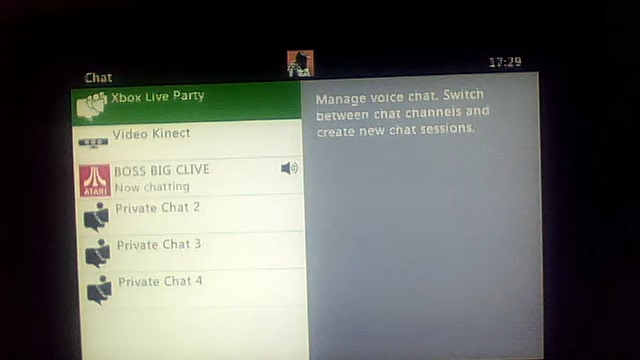 Chat
17:29
Xbox Live Party
Video Kinect
BOSS BIG CLIVE
Now chatting
ATARI
Private Chat 2
Private Chat 3
Private Chat 4
Manage voice chat. Switch
between chat channels and
create new chat sessions.